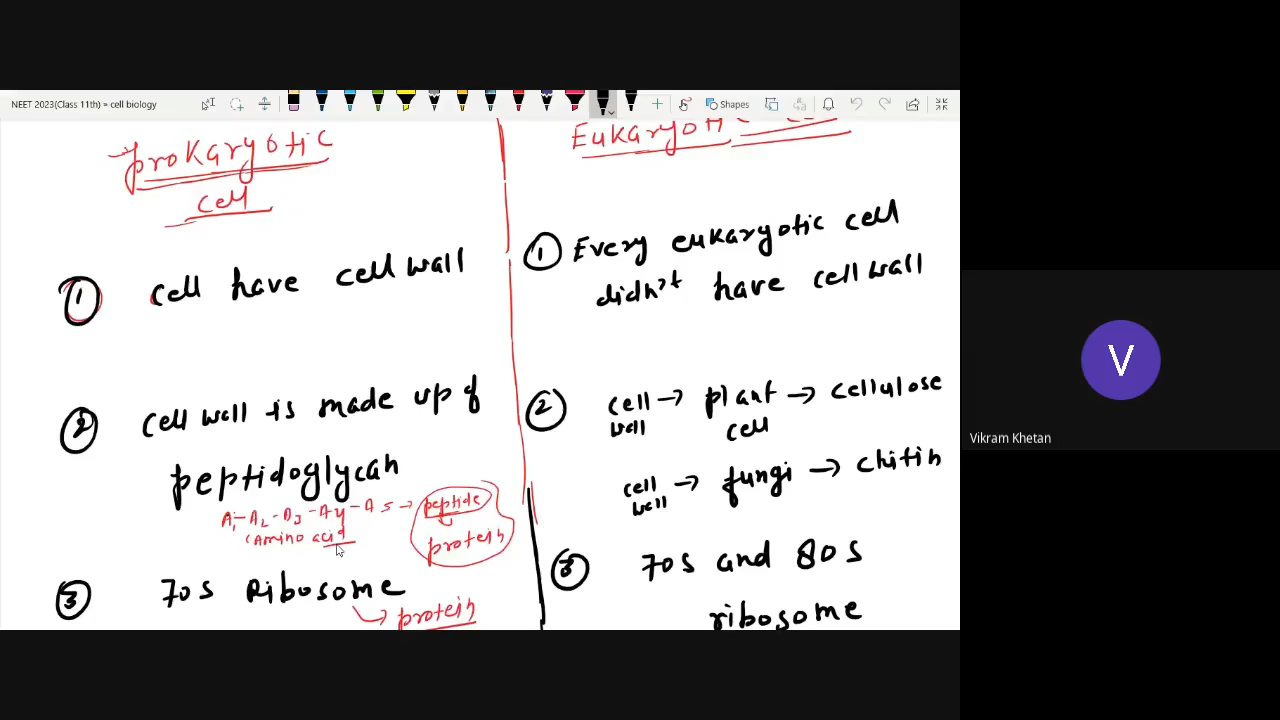 NEET 2023(Class 11th) » cell biology
Shapes
Prokaryotic
cell
Eukaryotic
① cell have cell wall
① Every eukaryotic cell
didn't have cell wall
② cell wall is made up of
peptidoglycan
A1-A2-A3-A4-A5→ peptide
(Amino acid
protein
② cell wall → plant cell → cellulose
cell wall → fungi → chitin
③ 70S Ribosome
→ protein
③ 70S and 80S
ribosome
V
Vikram Khetan